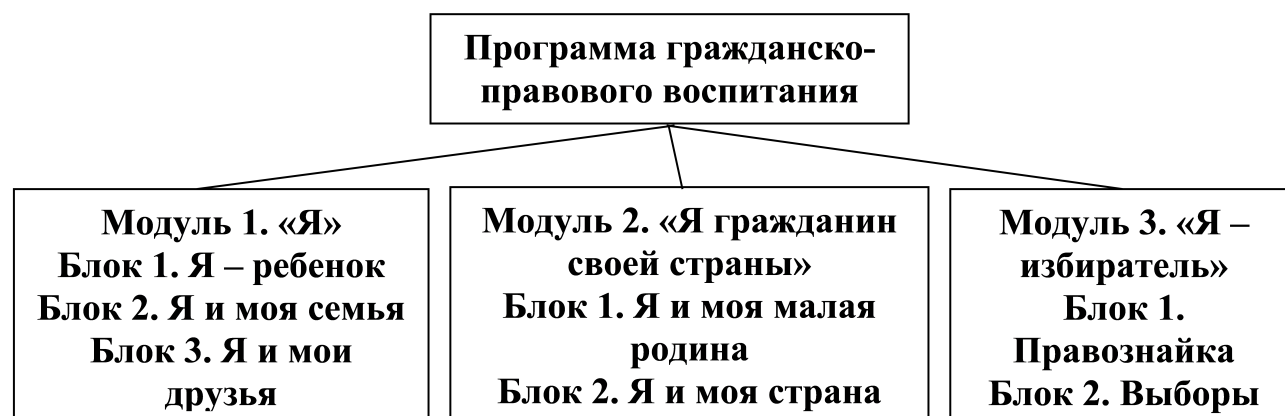 Программа гражданско-
правового воспитания
Модуль 1. «Я»
Блок 1. Я – ребенок
Блок 2. Я и моя семья
Блок 3. Я и мои
друзья
Модуль 2. «Я гражданин
своей страны»
Блок 1. Я и моя малая
родина
Блок 2. Я и моя страна
Модуль 3. «Я –
избиратель»
Блок 1.
Правознайка
Блок 2. Выборы